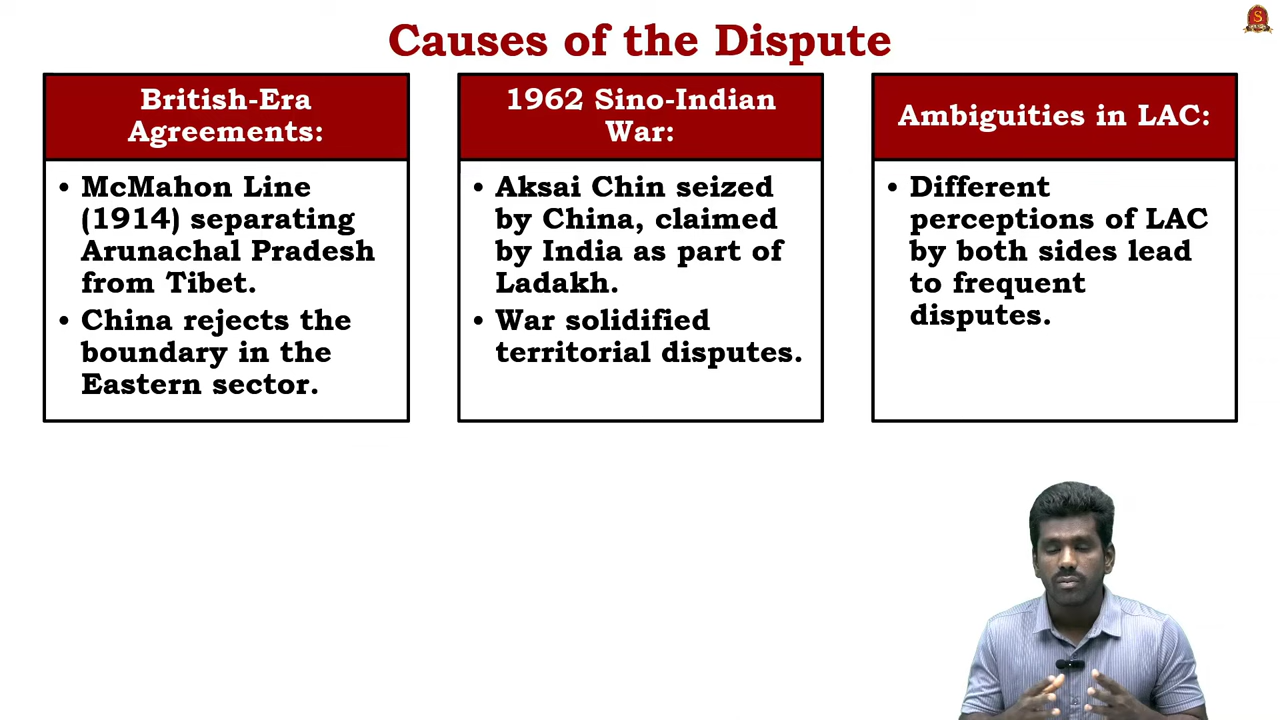 Causes of the Dispute
British-Era
Agreements:
• McMahon Line
(1914) separating
Arunachal Pradesh
from Tibet.
• China rejects the
boundary in the
Eastern sector.
1962 Sino-Indian
War:
• Aksai Chin seized
by China, claimed
by India as part of
Ladakh.
• War solidified
territorial disputes.
Ambiguities in LAC:
• Different
perceptions of LAC
by both sides lead
to frequent
disputes.
S